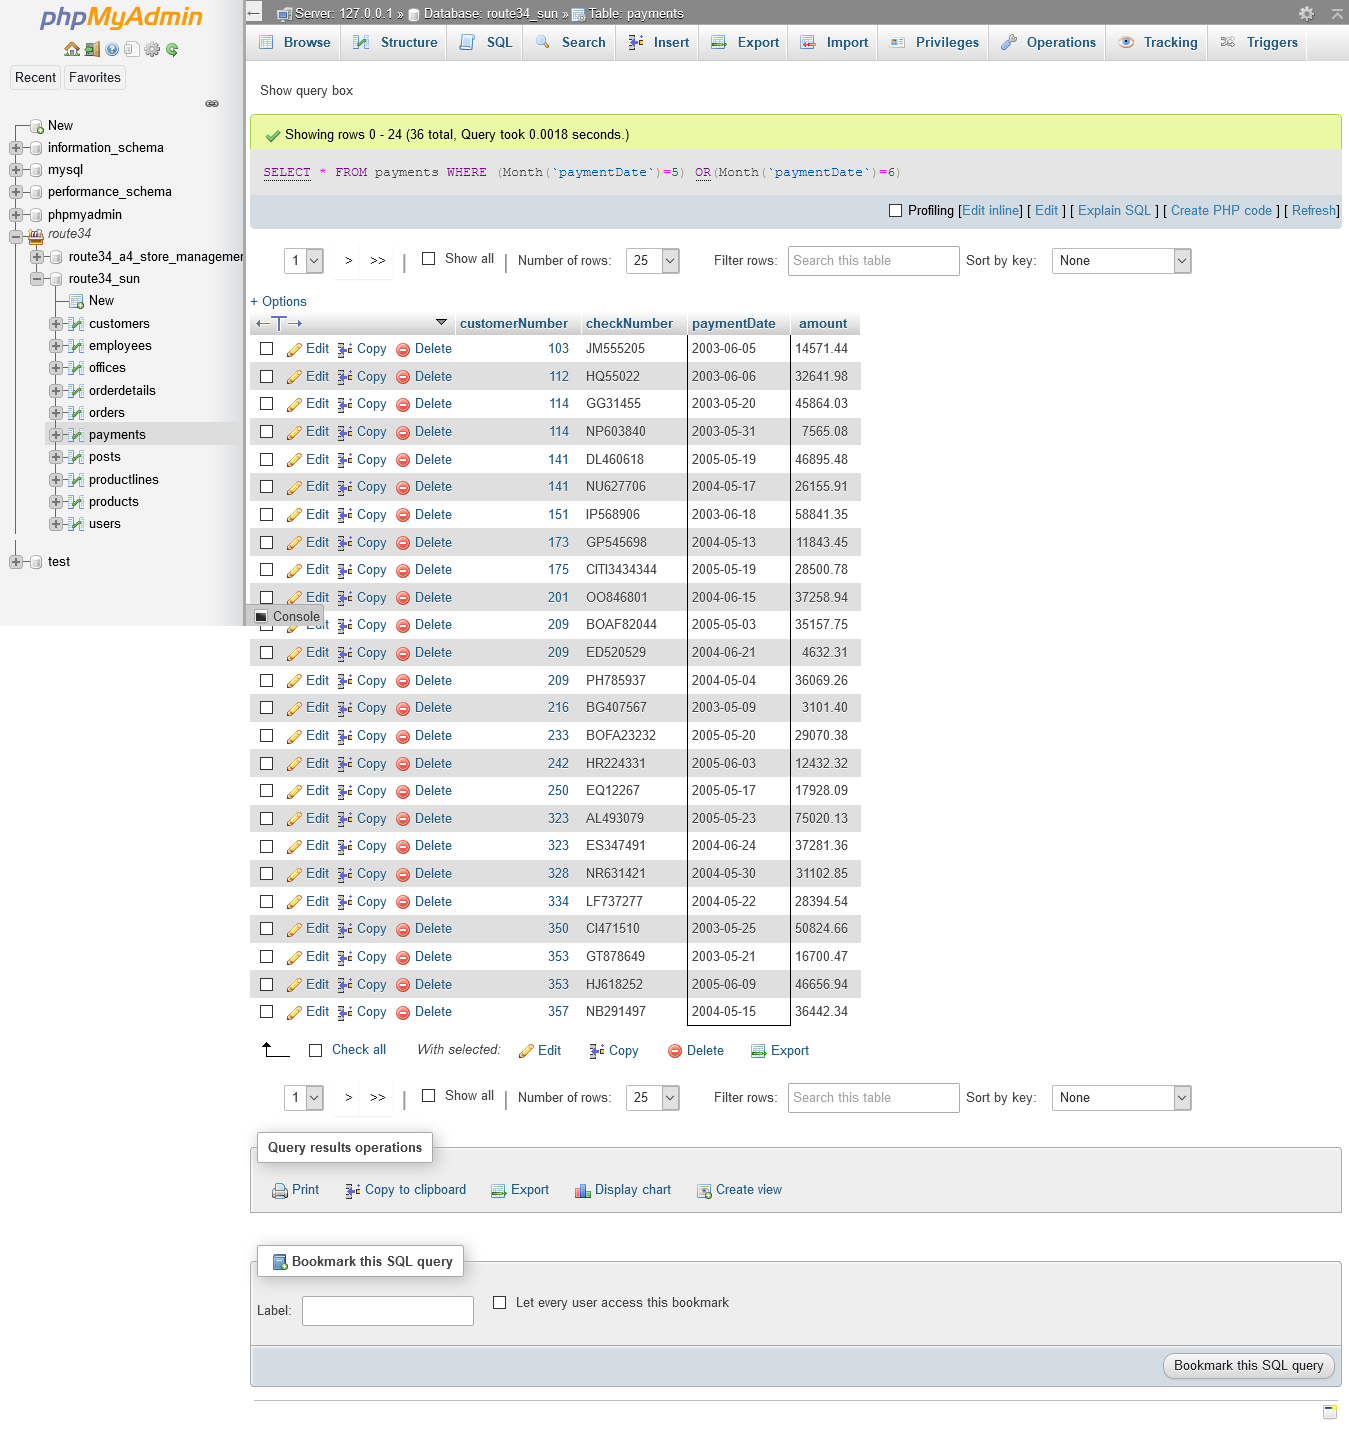 phpMyAdmin
Recent Favorites
New
information_schema
mysql
performance_schema
phpmyadmin
route34
route34_a4_store_managemen
route34_sun
New
customers
employees
offices
orderdetails
orders
payments
posts
productlines
products
users
test
Server: 127.0.0.1 » Database: route34_sun » Table: payments
Browse Structure SQL Search Insert Export Import Privileges Operations Tracking Triggers
Show query box
Showing rows 0 - 24 (36 total, Query took 0.0018 seconds.)
SELECT * FROM payments WHERE (Month(`paymentDate`)=5) OR(Month(`paymentDate`)=6)
Profiling [Edit inline] [ Edit ] [ Explain SQL ] [ Create PHP code ] [ Refresh]
1 > >> | Show all | Number of rows: 25 Filter rows: Search this table Sort by key: None
+ Options
←T→ customerNumber checkNumber paymentDate amount
Edit Copy Delete 103 JM555205 2003-06-05 14571.44
Edit Copy Delete 112 HQ55022 2003-06-06 32641.98
Edit Copy Delete 114 GG31455 2003-05-20 45864.03
Edit Copy Delete 114 NP603840 2003-05-31 7565.08
Edit Copy Delete 141 DL460618 2005-05-19 46895.48
Edit Copy Delete 141 NU627706 2004-05-17 26155.91
Edit Copy Delete 151 IP568906 2003-06-18 58841.35
Edit Copy Delete 173 GP545698 2004-05-13 11843.45
Edit Copy Delete 175 CITI3434344 2005-05-19 28500.78
Edit Copy Delete 201 OO846801 2004-06-15 37258.94
Console
Edit Copy Delete 209 BOAF82044 2005-05-03 35157.75
Edit Copy Delete 209 ED520529 2004-06-21 4632.31
Edit Copy Delete 209 PH785937 2004-05-04 36069.26
Edit Copy Delete 216 BG407567 2003-05-09 3101.40
Edit Copy Delete 233 BOFA23232 2005-05-20 29070.38
Edit Copy Delete 242 HR224331 2005-06-03 12432.32
Edit Copy Delete 250 EQ12267 2005-05-17 17928.09
Edit Copy Delete 323 AL493079 2005-05-23 75020.13
Edit Copy Delete 323 ES347491 2004-06-24 37281.36
Edit Copy Delete 328 NR631421 2004-05-30 31102.85
Edit Copy Delete 334 LF737277 2004-05-22 28394.54
Edit Copy Delete 350 CI471510 2003-05-25 50824.66
Edit Copy Delete 353 GT878649 2003-05-21 16700.47
Edit Copy Delete 353 HJ618252 2005-06-09 46656.94
Edit Copy Delete 357 NB291497 2004-05-15 36442.34
Check all With selected: Edit Copy Delete Export
1 > >> | Show all | Number of rows: 25 Filter rows: Search this table Sort by key: None
Query results operations
Print Copy to clipboard Export Display chart Create view
Bookmark this SQL query
Label: Let every user access this bookmark
Bookmark this SQL query